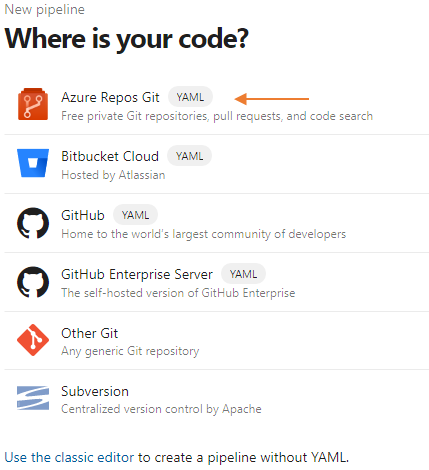 New pipeline
Where is your code?
Azure Repos Git YAML
Free private Git repositories, pull requests, and code search
Bitbucket Cloud YAML
Hosted by Atlassian
GitHub YAML
Home to the world's largest community of developers
GitHub Enterprise Server YAML
The self-hosted version of GitHub Enterprise
Other Git
Any generic Git repository
Subversion
Centralized version control by Apache
Use the classic editor to create a pipeline without YAML.